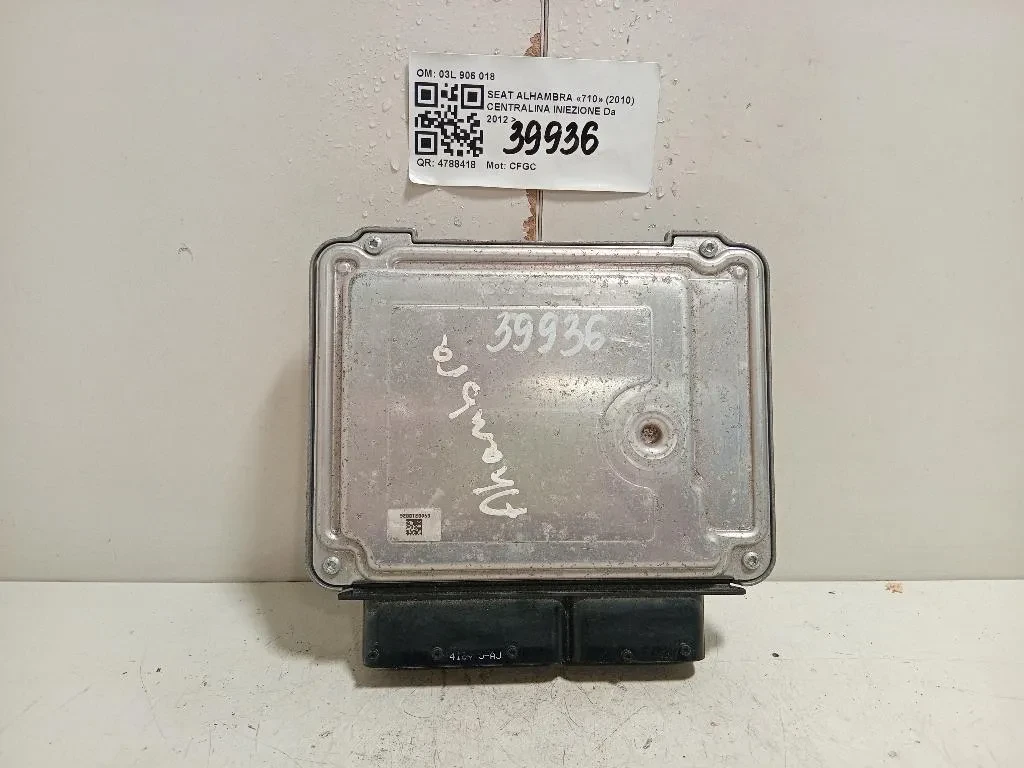 OM: 03L 906 018
SEAT ALHAMBRA «710» (2010)
CENTRALINA INIEZIONE Da
2012 >
39936
QR: 4788418 Mot: CFGC
39936